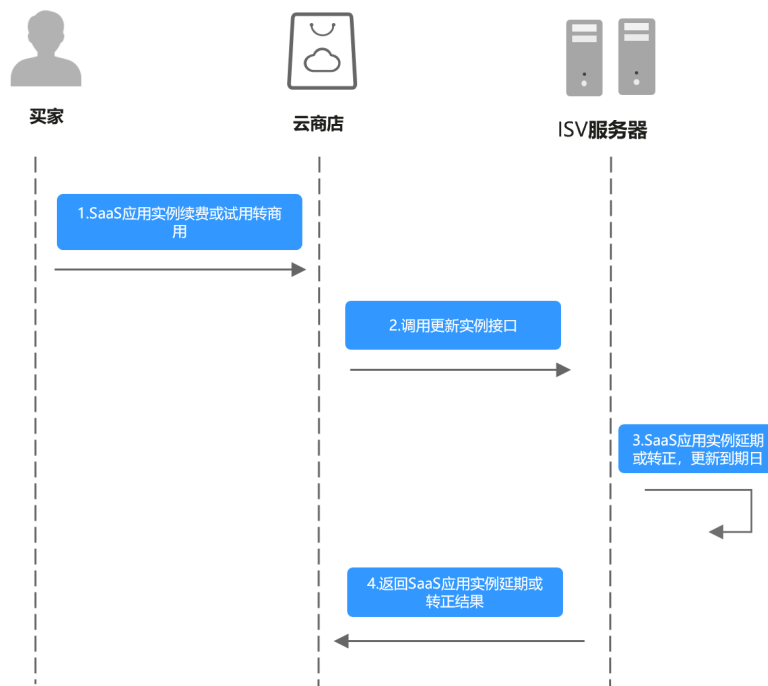 买家
云商店
ISV服务器
1.SaaS应用实例续费或试用转商
用
2.调用更新实例接口
3.SaaS应用实例延期
或转正，更新到期日
4.返回SaaS应用实例延期或
转正结果